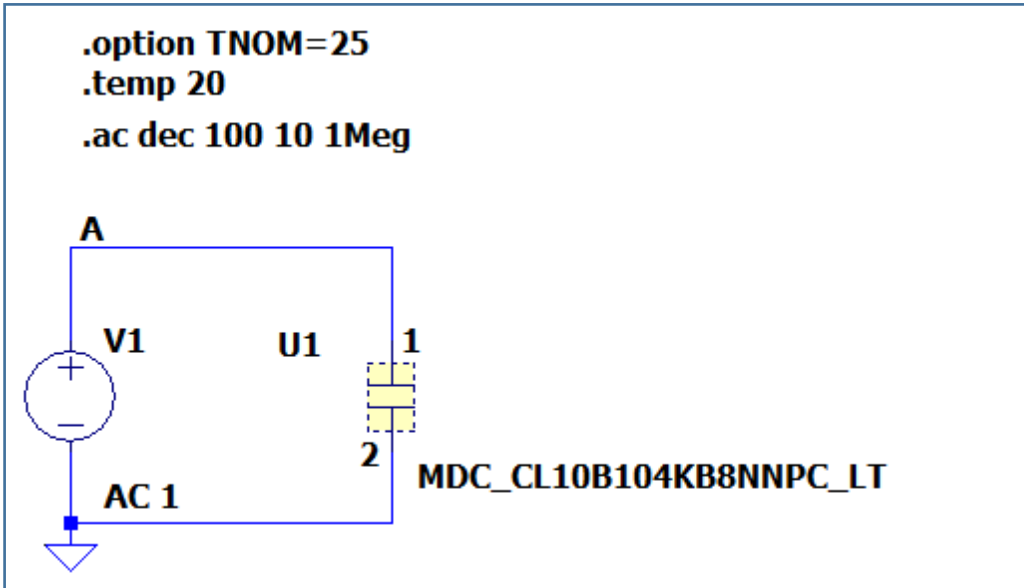 .option TNOM=25
.temp 20
.ac dec 100 10 1Meg
A
V1
U1
1
2
MDC_CL10B104KB8NNPC_LT
AC 1